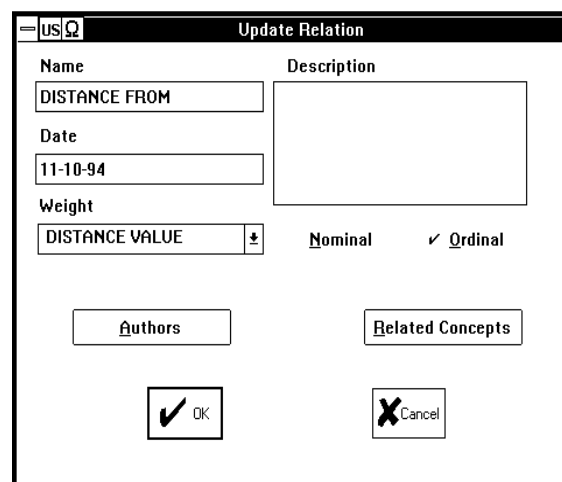 US Ω Update Relation
Name Description
DISTANCE FROM
Date
11-10-94
Weight
DISTANCE VALUE Nominal ✓ Ordinal
Authors Related Concepts
OK Cancel